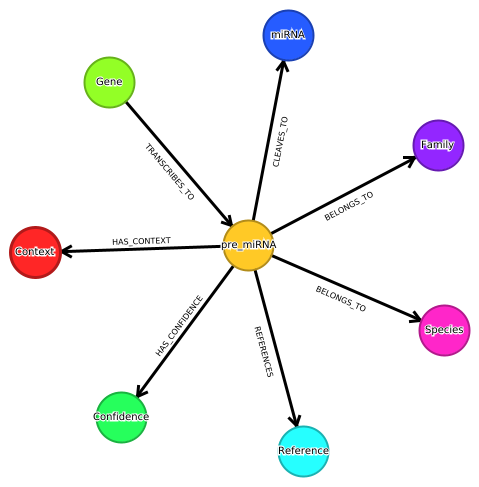 miRNA
Gene
CLEAVES_TO
Family
TRANSCRIBES_TO
BELONGS_TO
Context
HAS_CONTEXT
pre_miRNA
BELONGS_TO
Species
HAS_CONFIDENCE
REFERENCES
Confidence
Reference